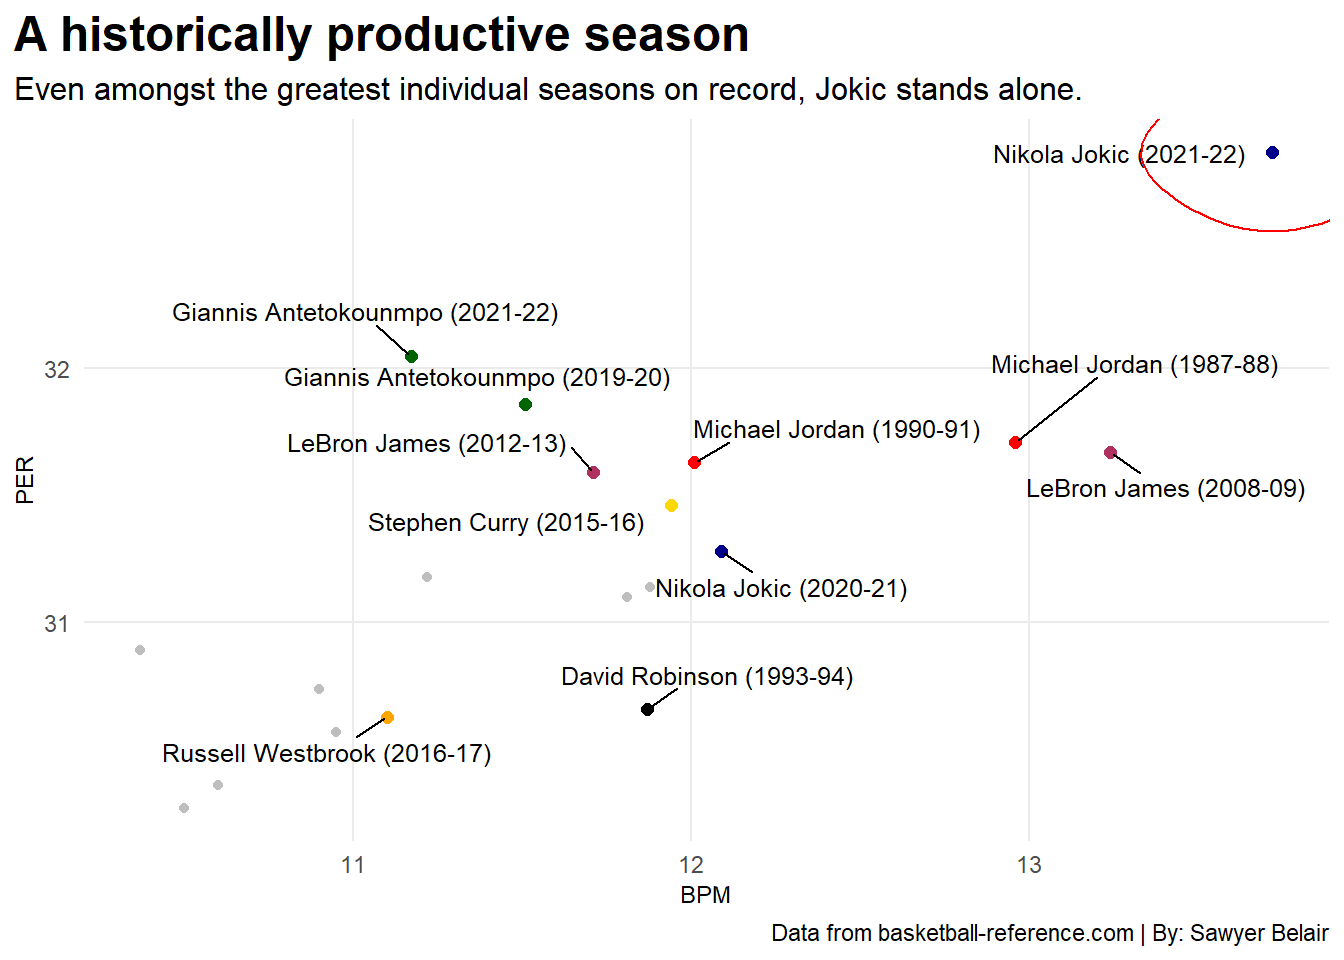 A historically productive season
Even amongst the greatest individual seasons on record, Jokic stands alone.
Nikola Jokic (2021-22)
Giannis Antetokounmpo (2021-22)
Michael Jordan (1987-88)
32
Giannis Antetokounmpo (2019-20)
Michael Jordan (1990-91)
LeBron James (2012-13)
PER
LeBron James (2008-09)
Stephen Curry (2015-16)
Nikola Jokic (2020-21)
31
David Robinson (1993-94)
Russell Westbrook (2016-17)
11
12
13
BPM
Data from basketball-reference.com | By: Sawyer Belair